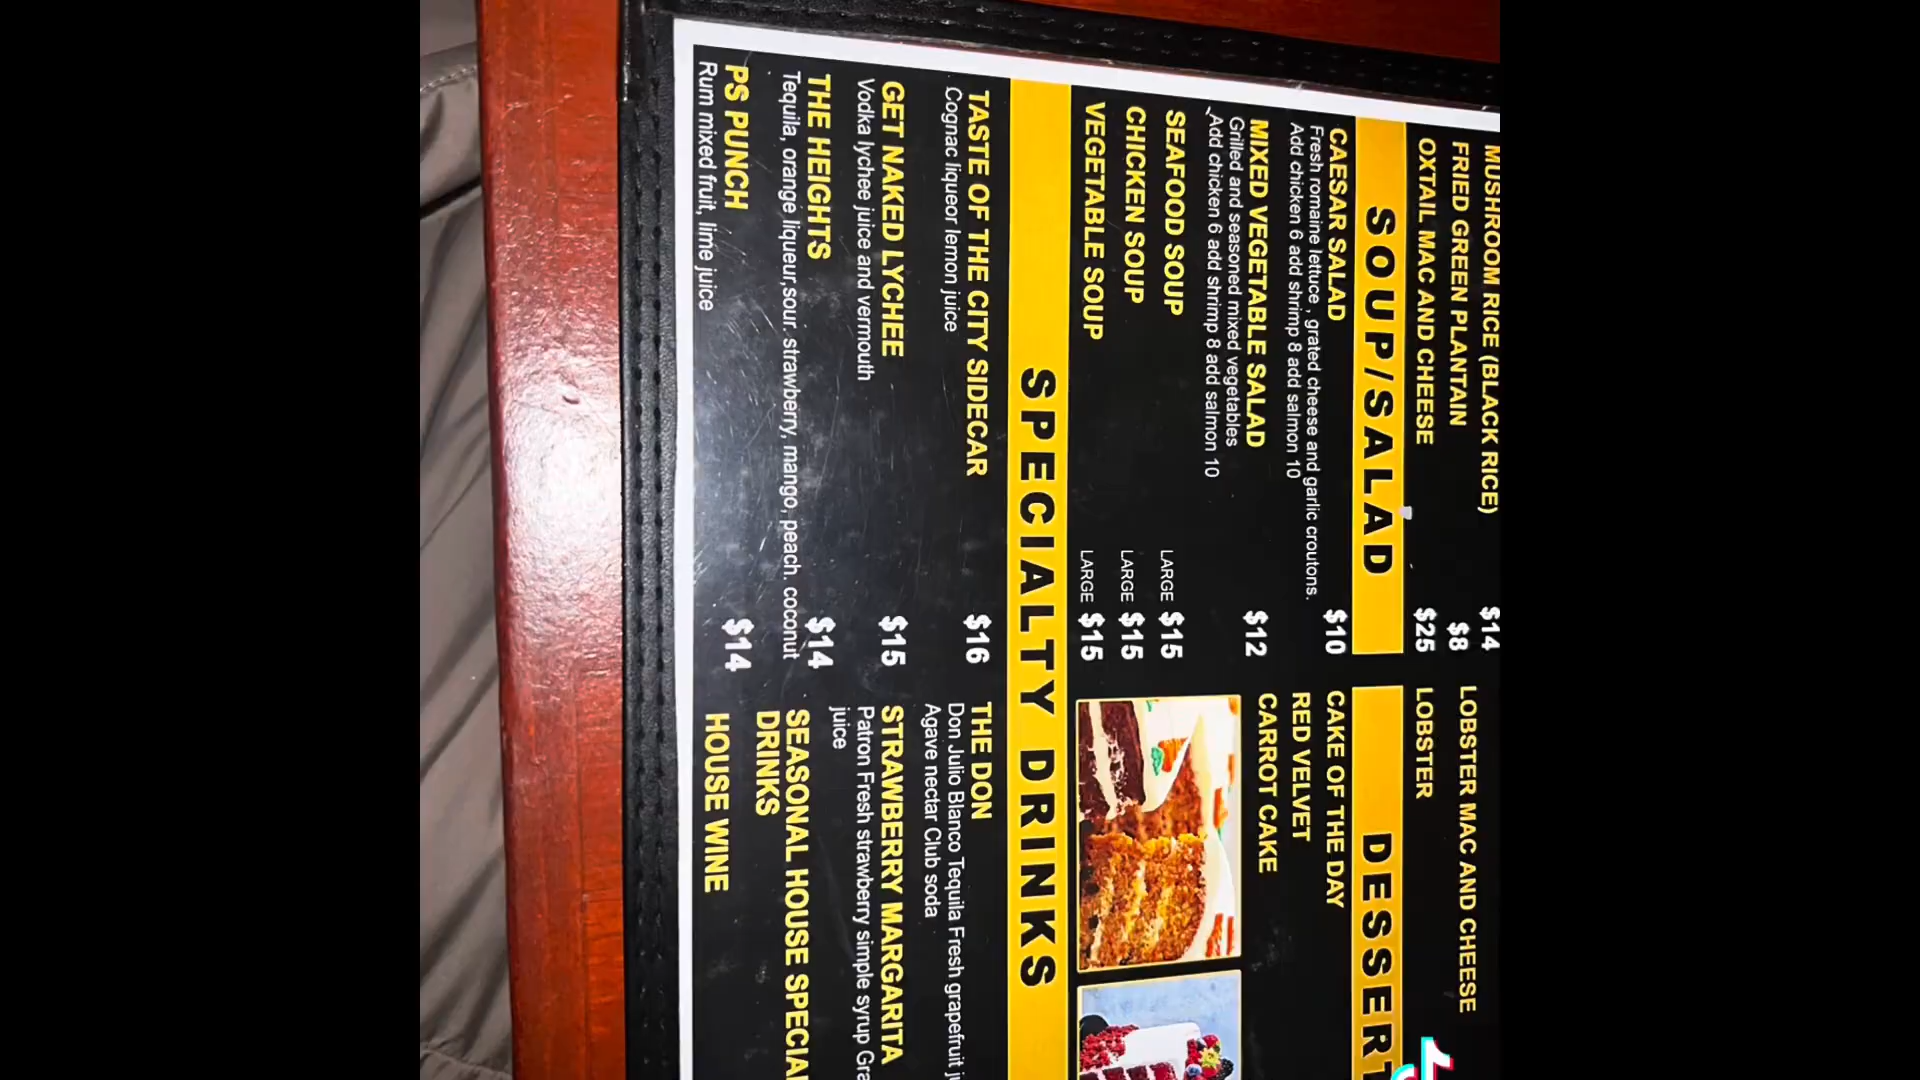 MUSHROOM RICE (BLACK RICE) $14
FRIED GREEN PLANTAIN $8
OXTAIL MAC AND CHEESE $25
LOBSTER MAC AND CHEESE
LOBSTER
SOUP/SALAD
CAESAR SALAD $10
Fresh romaine lettuce , grated cheese and garlic croutons.
Add chicken 6 add shrimp 8 add salmon 10
MIXED VEGETABLE SALAD $12
Grilled and seasoned mixed vegetables
Add chicken 6 add shrimp 8 add salmon 10
SEAFOOD SOUP LARGE $15
CHICKEN SOUP LARGE $15
VEGETABLE SOUP LARGE $15
DESSERT
CAKE OF THE DAY
RED VELVET
CARROT CAKE
SPECIALTY DRINKS
TASTE OF THE CITY SIDECAR $16
Cognac liqueor lemon juice
GET NAKED LYCHEE $15
Vodka lychee juice and vermouth
THE HEIGHTS $14
Tequila, orange liqueur,sour. strawberry, mango, peach. coconut
PS PUNCH $14
Rum mixed fruit, lime juice
THE DON
Don Julio Blanco Tequila Fresh grapefruit
Agave nectar Club soda
STRAWBERRY MARGARITA
Patron Fresh strawberry simple syrup
juice
SEASONAL HOUSE
DRINKS
HOUSE WINE